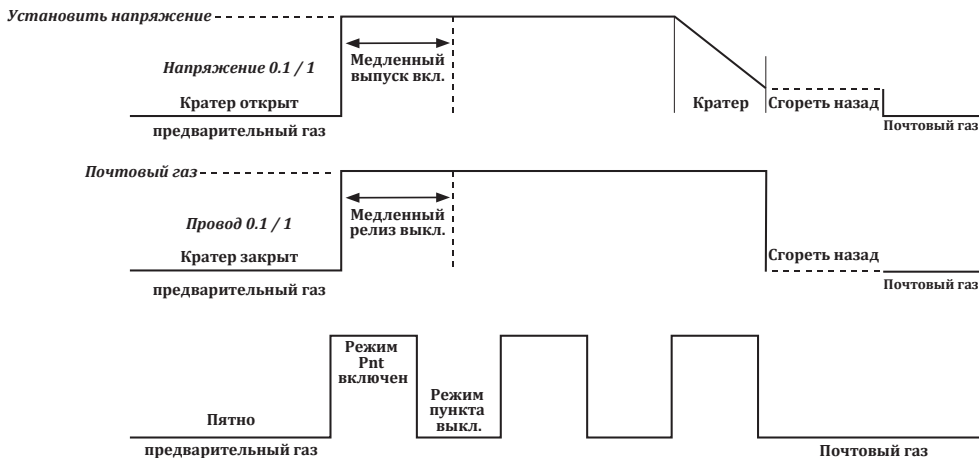 Установить напряжение
Напряжение 0.1 / 1
Медленный
выпуск вкл.
Кратер открыт
Кратер
Сгореть назад
предварительный газ
Почтовый газ
Почтовый газ
Провод 0.1 / 1
Медленный
релиз выкл.
Кратер закрыт
Сгореть назад
предварительный газ
Почтовый газ
Режим
Pnt
включен
Режим
пункта
выкл.
Пятно
предварительный газ
Почтовый газ